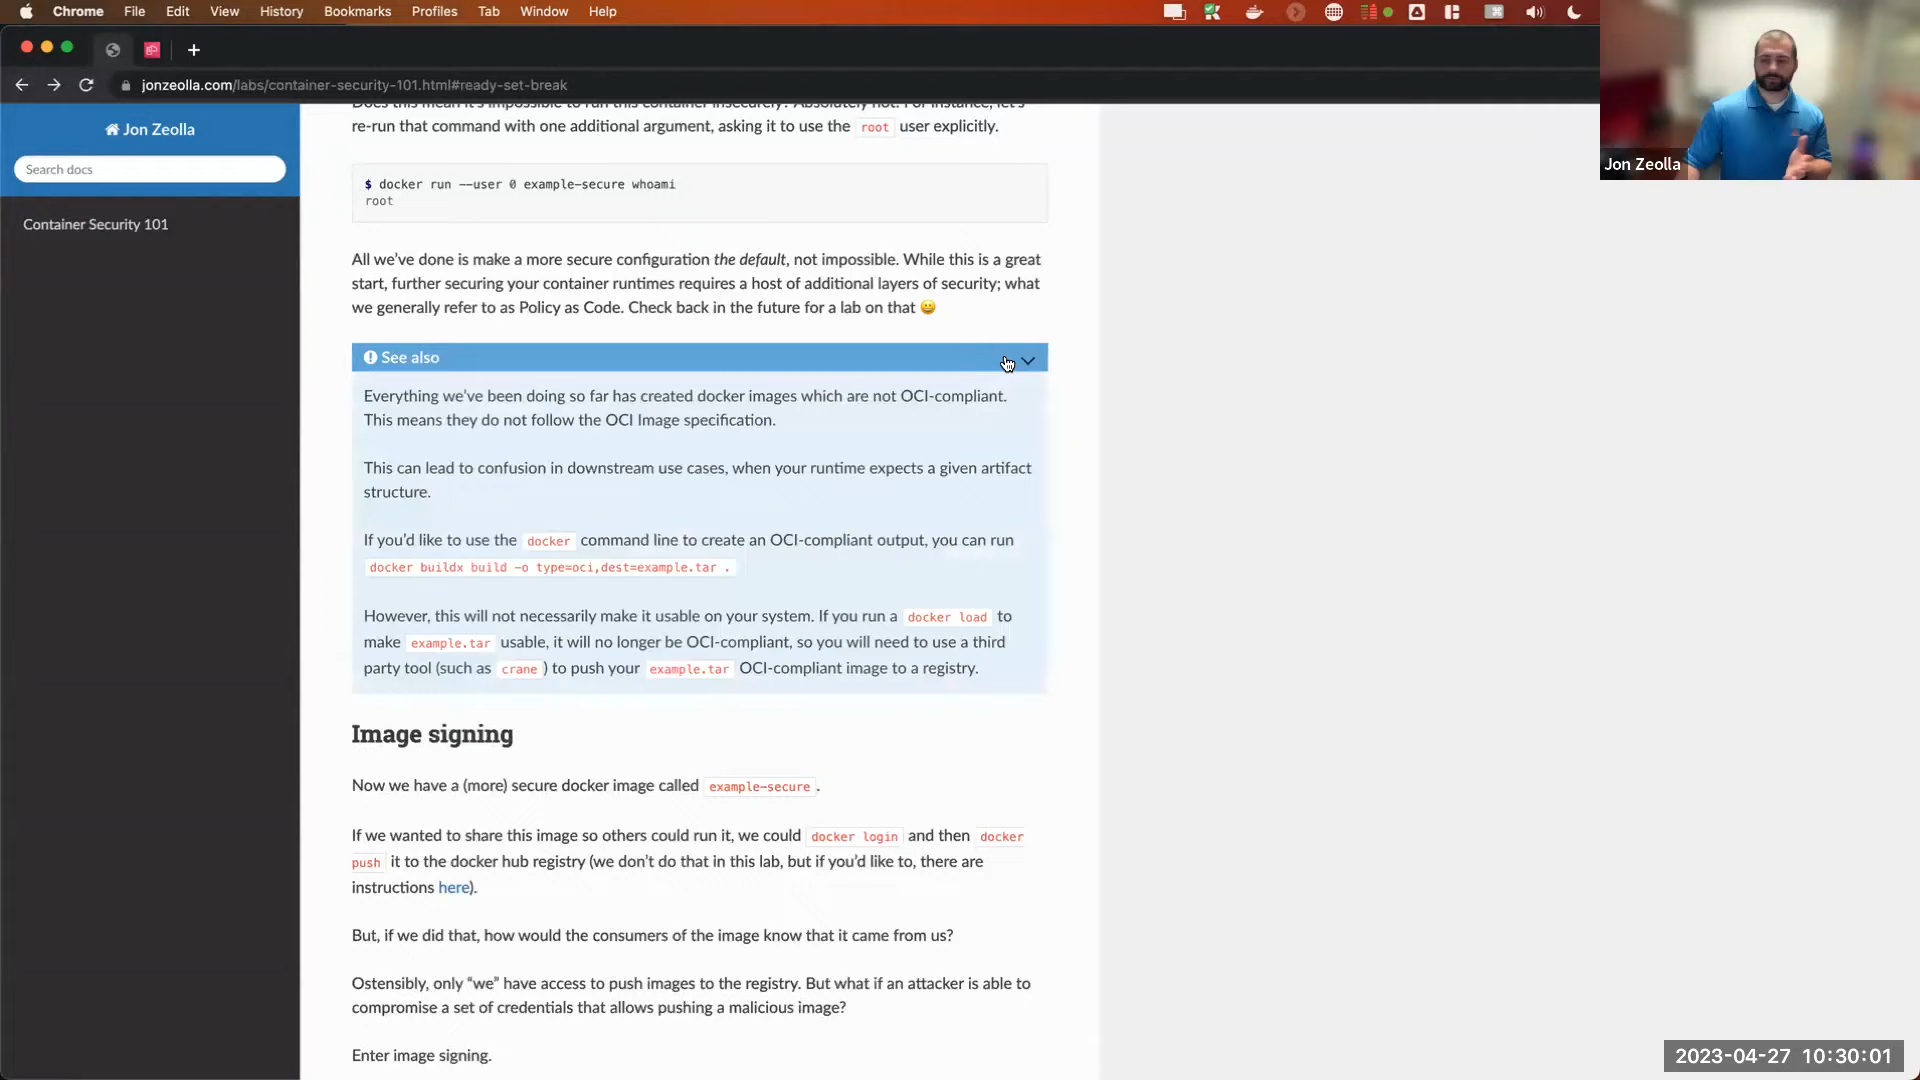 Chrome File Edit View History Bookmarks Profiles Tab Window Help
jonzeolla.com/labs/container-security-101.html#ready-set-break
Jon Zeolla
Search docs
Container Security 101
Does this mean it's impossible to run this container insecurely? Absolutely not! For instance, let's
re-run that command with one additional argument, asking it to use the root user explicitly.
$ docker run --user 0 example-secure whoami
root
All we've done is make a more secure configuration the default, not impossible. While this is a great
start, further securing your container runtimes requires a host of additional layers of security; what
we generally refer to as Policy as Code. Check back in the future for a lab on that 😀
See also
Everything we've been doing so far has created docker images which are not OCI-compliant.
This means they do not follow the OCI Image specification.
This can lead to confusion in downstream use cases, when your runtime expects a given artifact
structure.
If you'd like to use the docker command line to create an OCI-compliant output, you can run
docker buildx build -o type=oci,dest=example.tar .
However, this will not necessarily make it usable on your system. If you run a docker load to
make example.tar usable, it will no longer be OCI-compliant, so you will need to use a third
party tool (such as crane ) to push your example.tar OCI-compliant image to a registry.
Image signing
Now we have a (more) secure docker image called example-secure .
If we wanted to share this image so others could run it, we could docker login and then docker
push it to the docker hub registry (we don't do that in this lab, but if you'd like to, there are
instructions here).
But, if we did that, how would the consumers of the image know that it came from us?
Ostensibly, only “we” have access to push images to the registry. But what if an attacker is able to
compromise a set of credentials that allows pushing a malicious image?
Enter image signing.
Jon Zeolla
2023-04-27 10:30:01